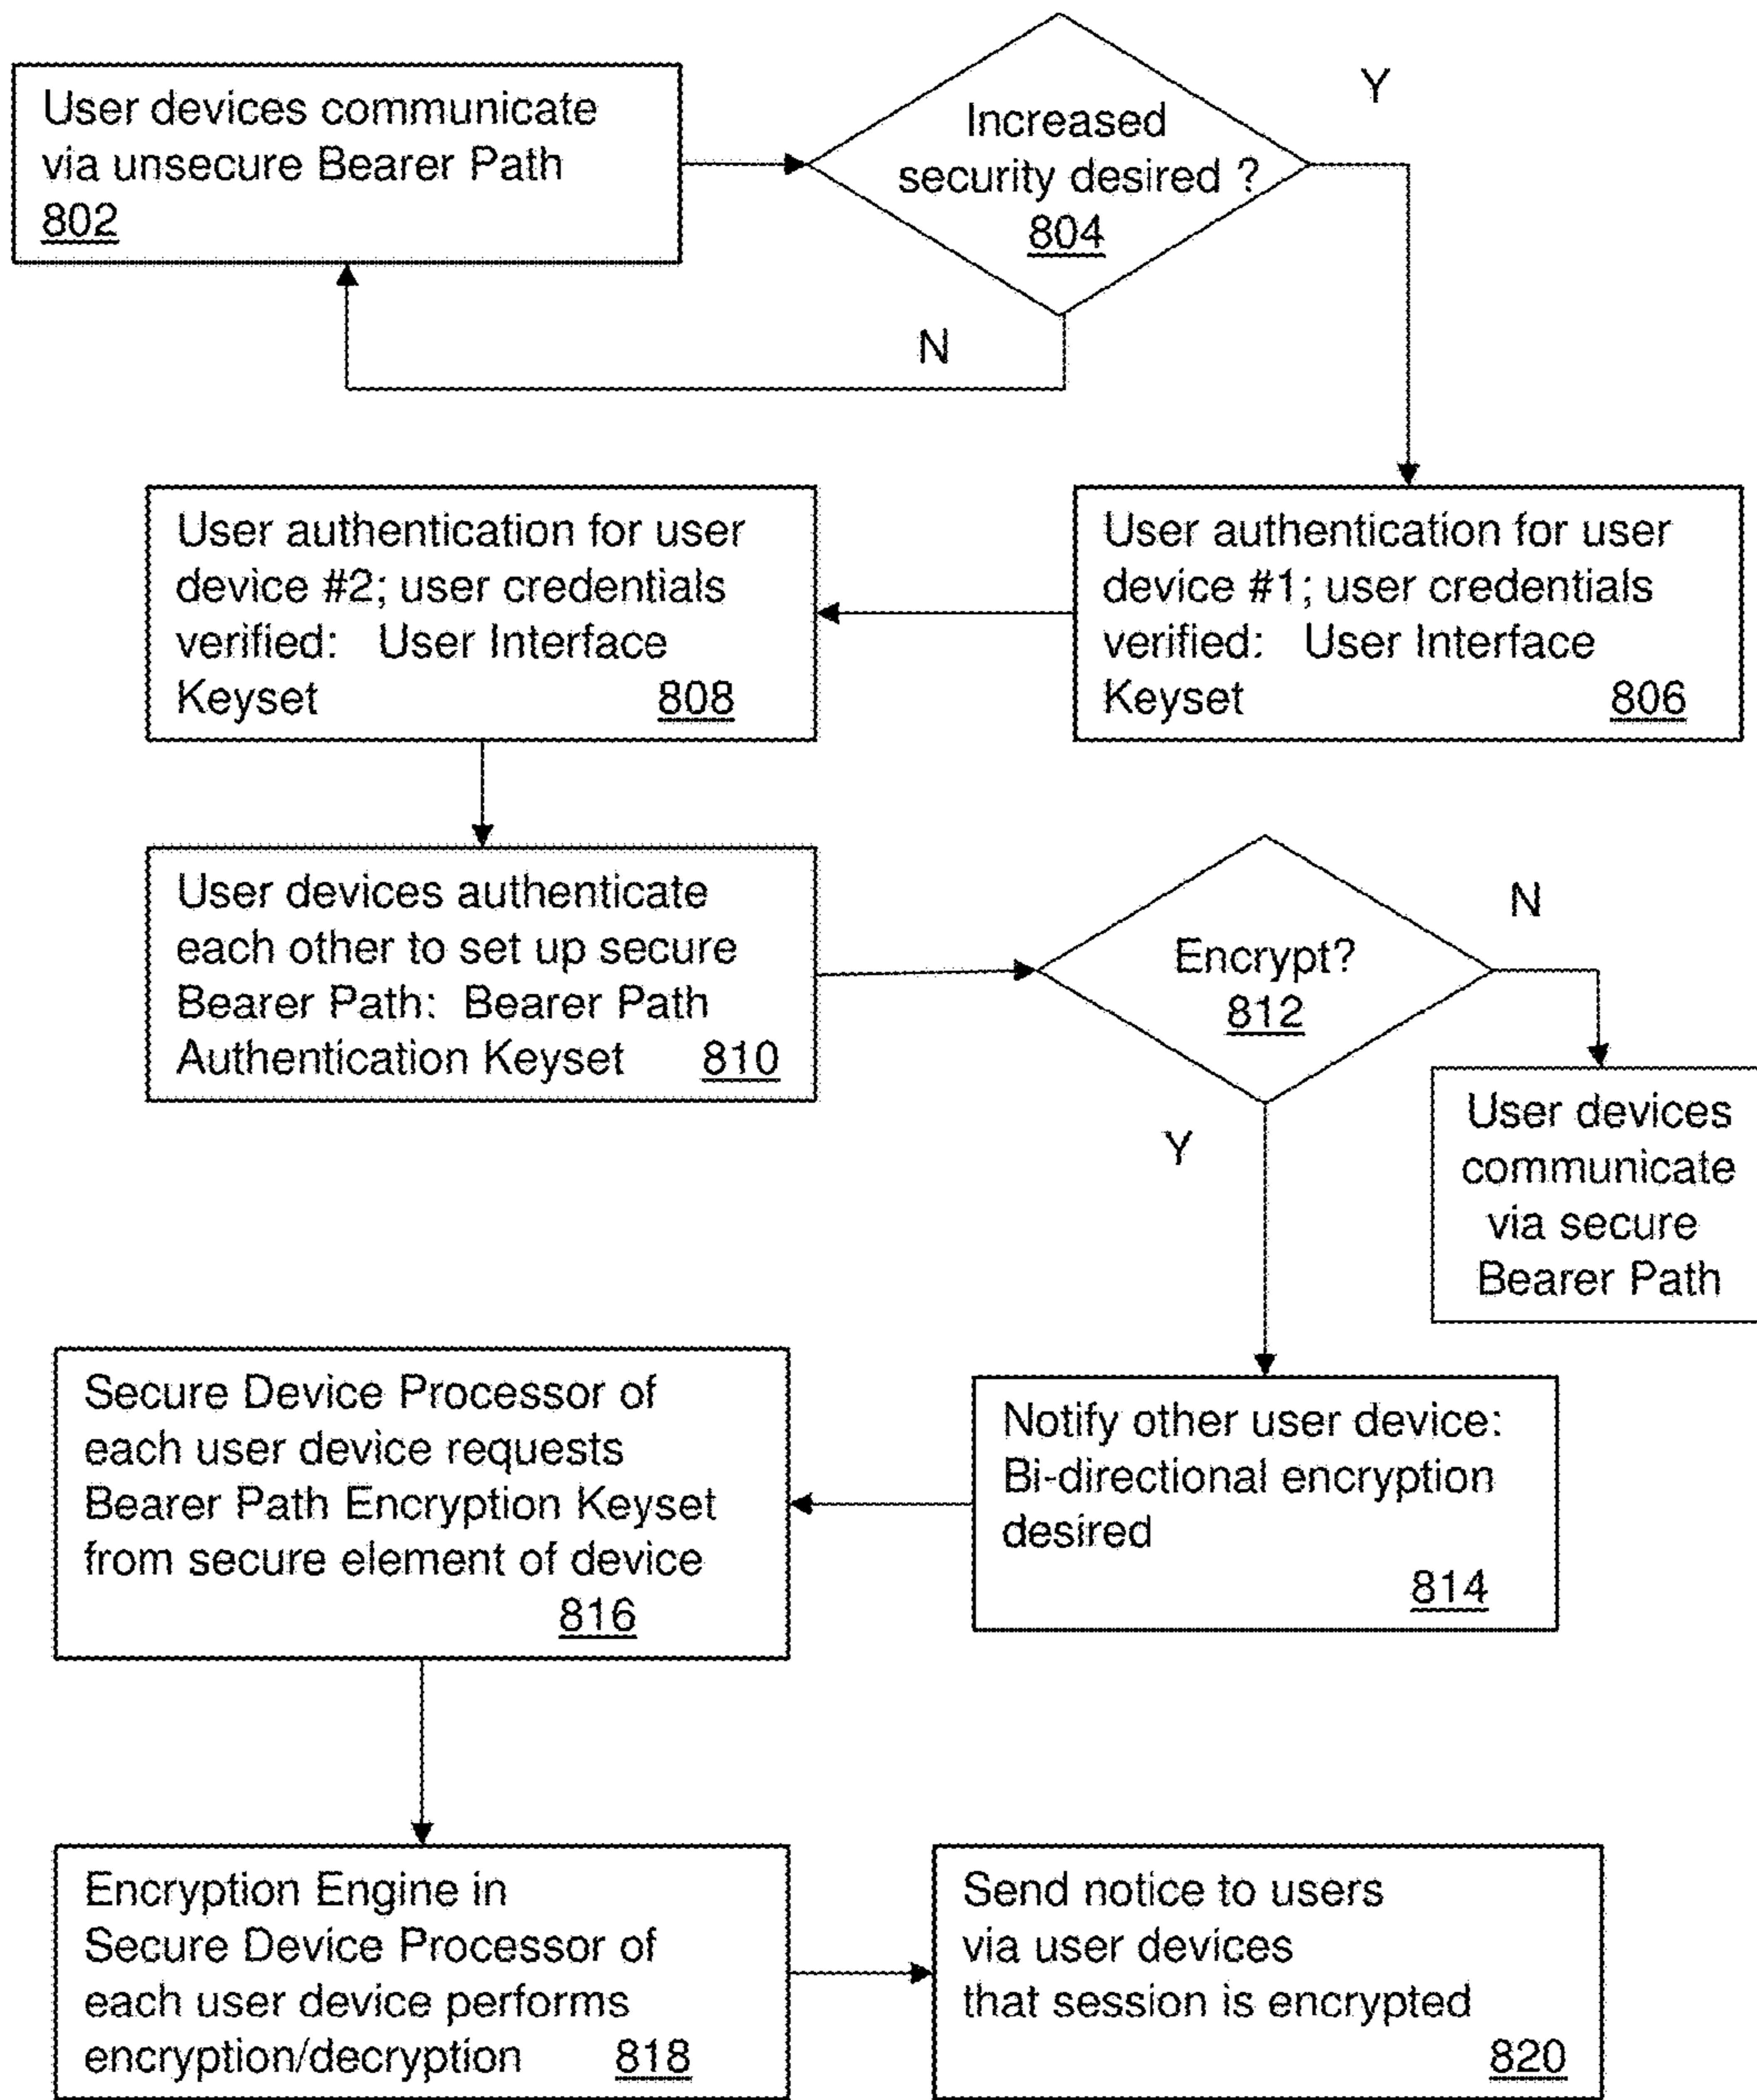 User devices communicate
via unsecure Bearer Path
802
Increased
security desired ?
804
Y
N
User authentication for user
device #1; user credentials
verified: User Interface
Keyset 806
User authentication for user
device #2; user credentials
verified: User Interface
Keyset 808
User devices authenticate
each other to set up secure
Bearer Path: Bearer Path
Authentication Keyset 810
Encrypt?
812
N
Y
User devices
communicate
via secure
Bearer Path
Notify other user device:
Bi-directional encryption
desired
814
Secure Device Processor of
each user device requests
Bearer Path Encryption Keyset
from secure element of device
816
Encryption Engine in
Secure Device Processor of
each user device performs
encryption/decryption 818
Send notice to users
via user devices
that session is encrypted
820